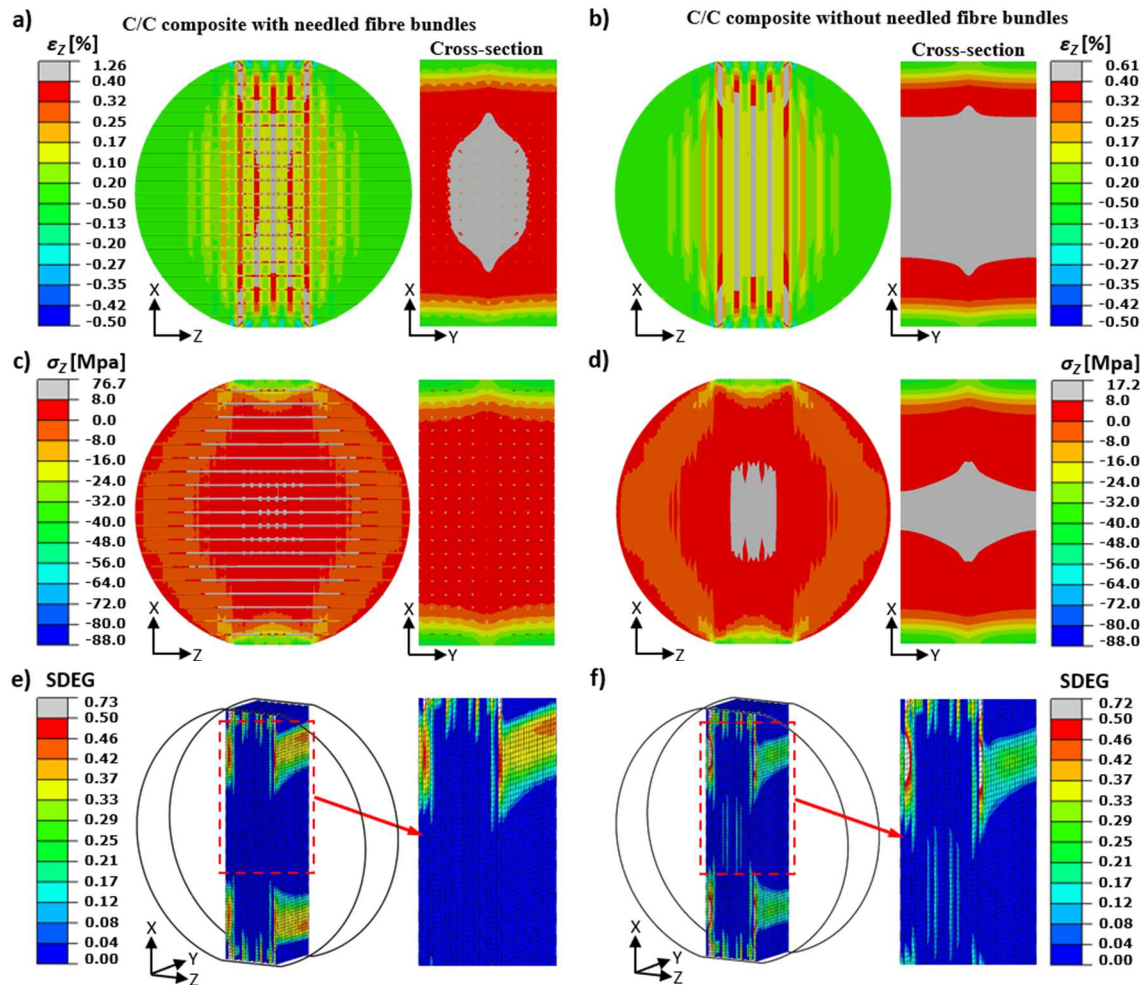 a) C/C composite with needled fibre bundles
εz [%]
Cross-section
1.26
0.40
0.32
0.25
0.17
0.10
0.20
-0.50
-0.13
-0.20
-0.27
-0.35
-0.42
-0.50
X
Z
X
Y
b) C/C composite without needled fibre bundles
Cross-section
εz [%]
0.61
0.40
0.32
0.25
0.17
0.10
0.20
-0.50
-0.13
-0.20
-0.27
-0.35
-0.42
-0.50
X
Z
X
Y
c) σz [Mpa]
76.7
8.0
0.0
-8.0
-16.0
-24.0
-32.0
-40.0
-48.0
-56.0
-64.0
-72.0
-80.0
-88.0
X
Z
X
Y
d) σz [Mpa]
17.2
8.0
0.0
-8.0
-16.0
-24.0
-32.0
-40.0
-48.0
-56.0
-64.0
-72.0
-80.0
-88.0
X
Z
X
Y
e) SDEG
0.73
0.50
0.46
0.42
0.37
0.33
0.29
0.25
0.21
0.17
0.12
0.08
0.04
0.00
X
Y
Z
f) SDEG
0.72
0.50
0.46
0.42
0.37
0.33
0.29
0.25
0.21
0.17
0.12
0.08
0.04
0.00
X
Y
Z